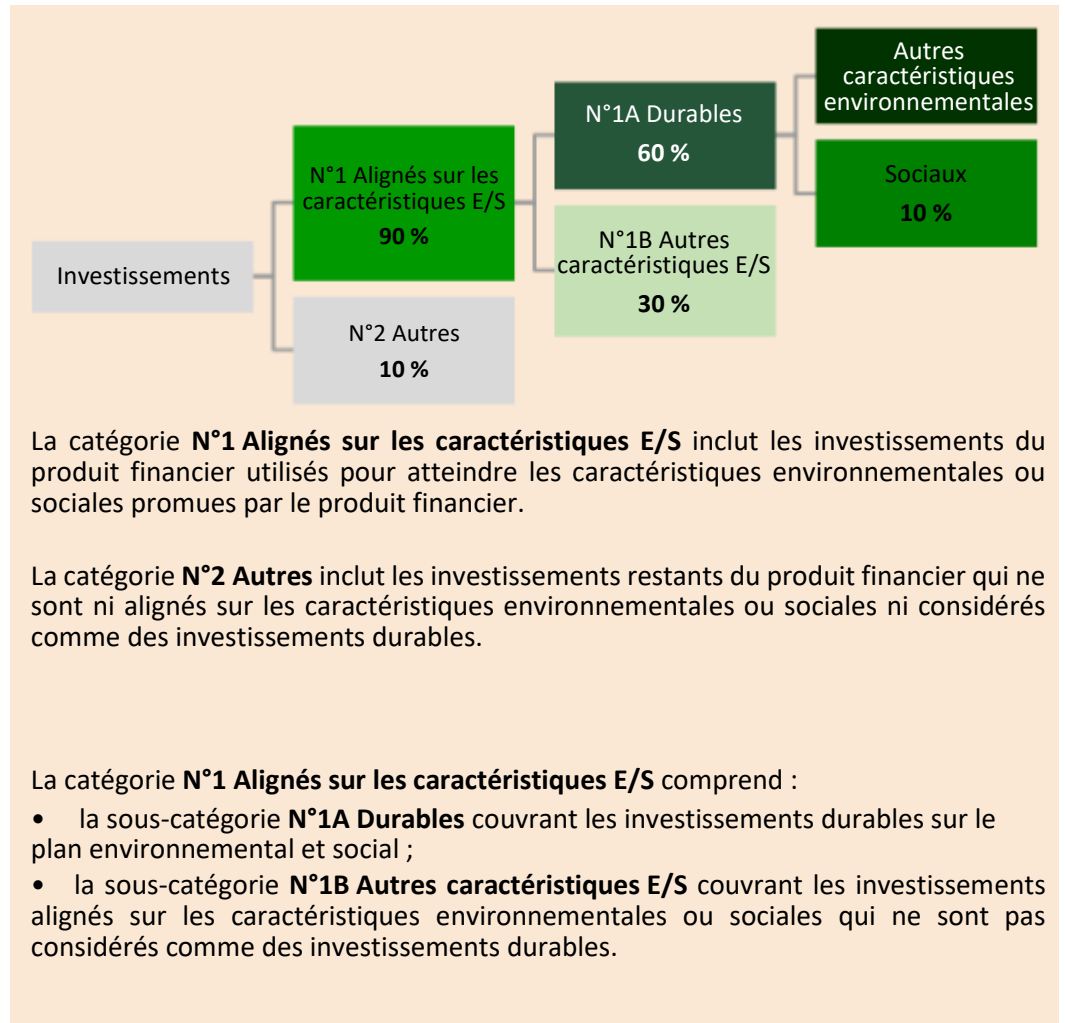 Investissements
N°1 Alignés sur les
caractéristiques E/S
90 %
N°2 Autres
10 %
N°1A Durables
60 %
N°1B Autres
caractéristiques E/S
30 %
Autres
caractéristiques
environnementales
Sociaux
10 %
La catégorie N°1 Alignés sur les caractéristiques E/S inclut les investissements du
produit financier utilisés pour atteindre les caractéristiques environnementales ou
sociales promues par le produit financier.
La catégorie N°2 Autres inclut les investissements restants du produit financier qui ne
sont ni alignés sur les caractéristiques environnementales ou sociales ni considérés
comme des investissements durables.
La catégorie N°1 Alignés sur les caractéristiques E/S comprend :
• la sous-catégorie N°1A Durables couvrant les investissements durables sur le
plan environnemental et social ;
• la sous-catégorie N°1B Autres caractéristiques E/S couvrant les investissements
alignés sur les caractéristiques environnementales ou sociales qui ne sont pas
considérés comme des investissements durables.